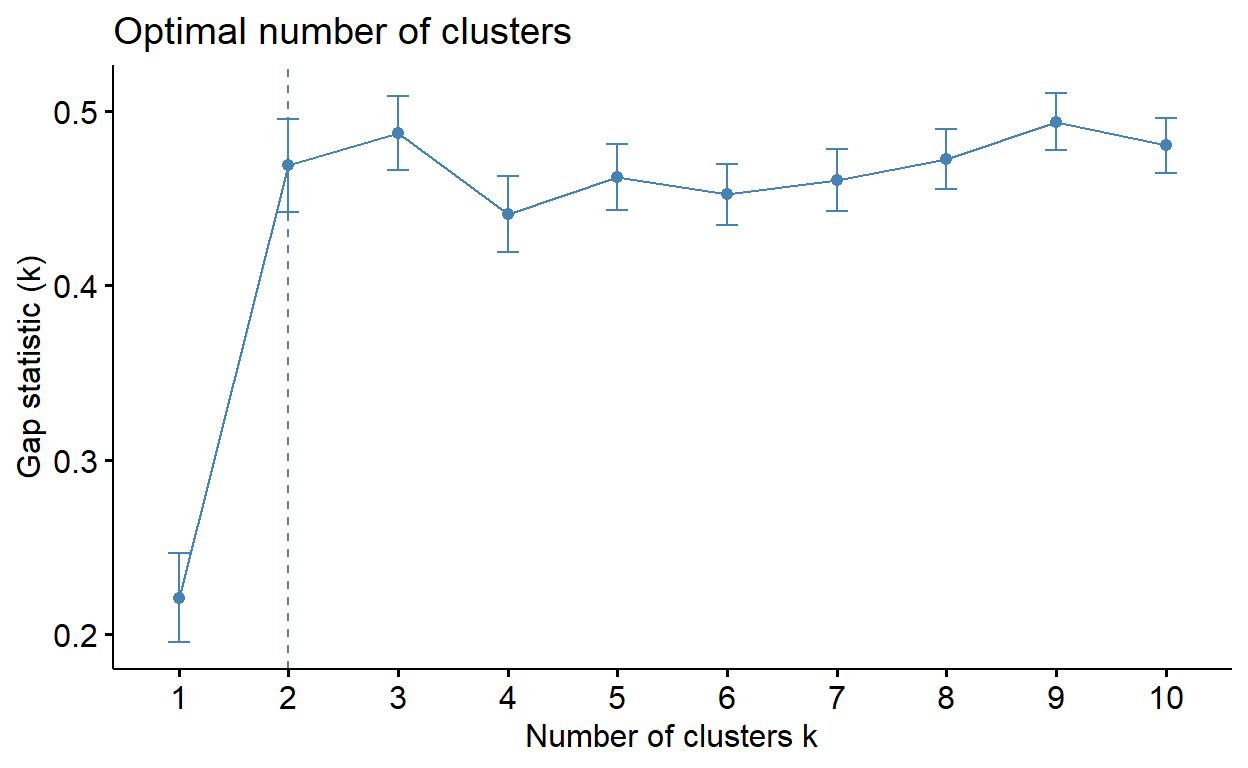 Optimal number of clusters
Gap statistic (k)
0.5
0.4
0.3
0.2
1 2 3 4 5 6 7 8 9 10
Number of clusters k